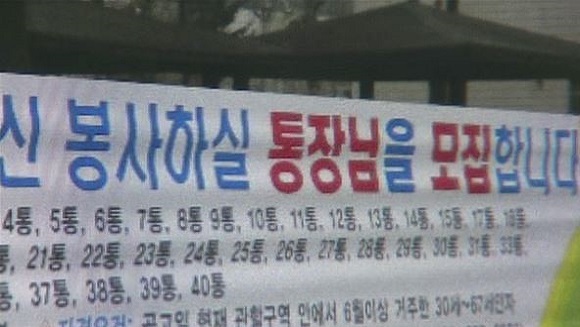 신 봉사하실 통장님을 모집합니다
4통, 5통, 6통, 7통, 8통 9통, 10통, 11통, 12통, 13통, 14통, 15통, 17통, 18통,
통, 21통, 22통, 23통, 24통, 25통, 26통, 27통, 28통, 29통, 30통, 31통, 33통,
통, 37통, 38통, 39통, 40통
공고일 현재 관할구역 안에서 6월이상 거주한 30세~67세인자